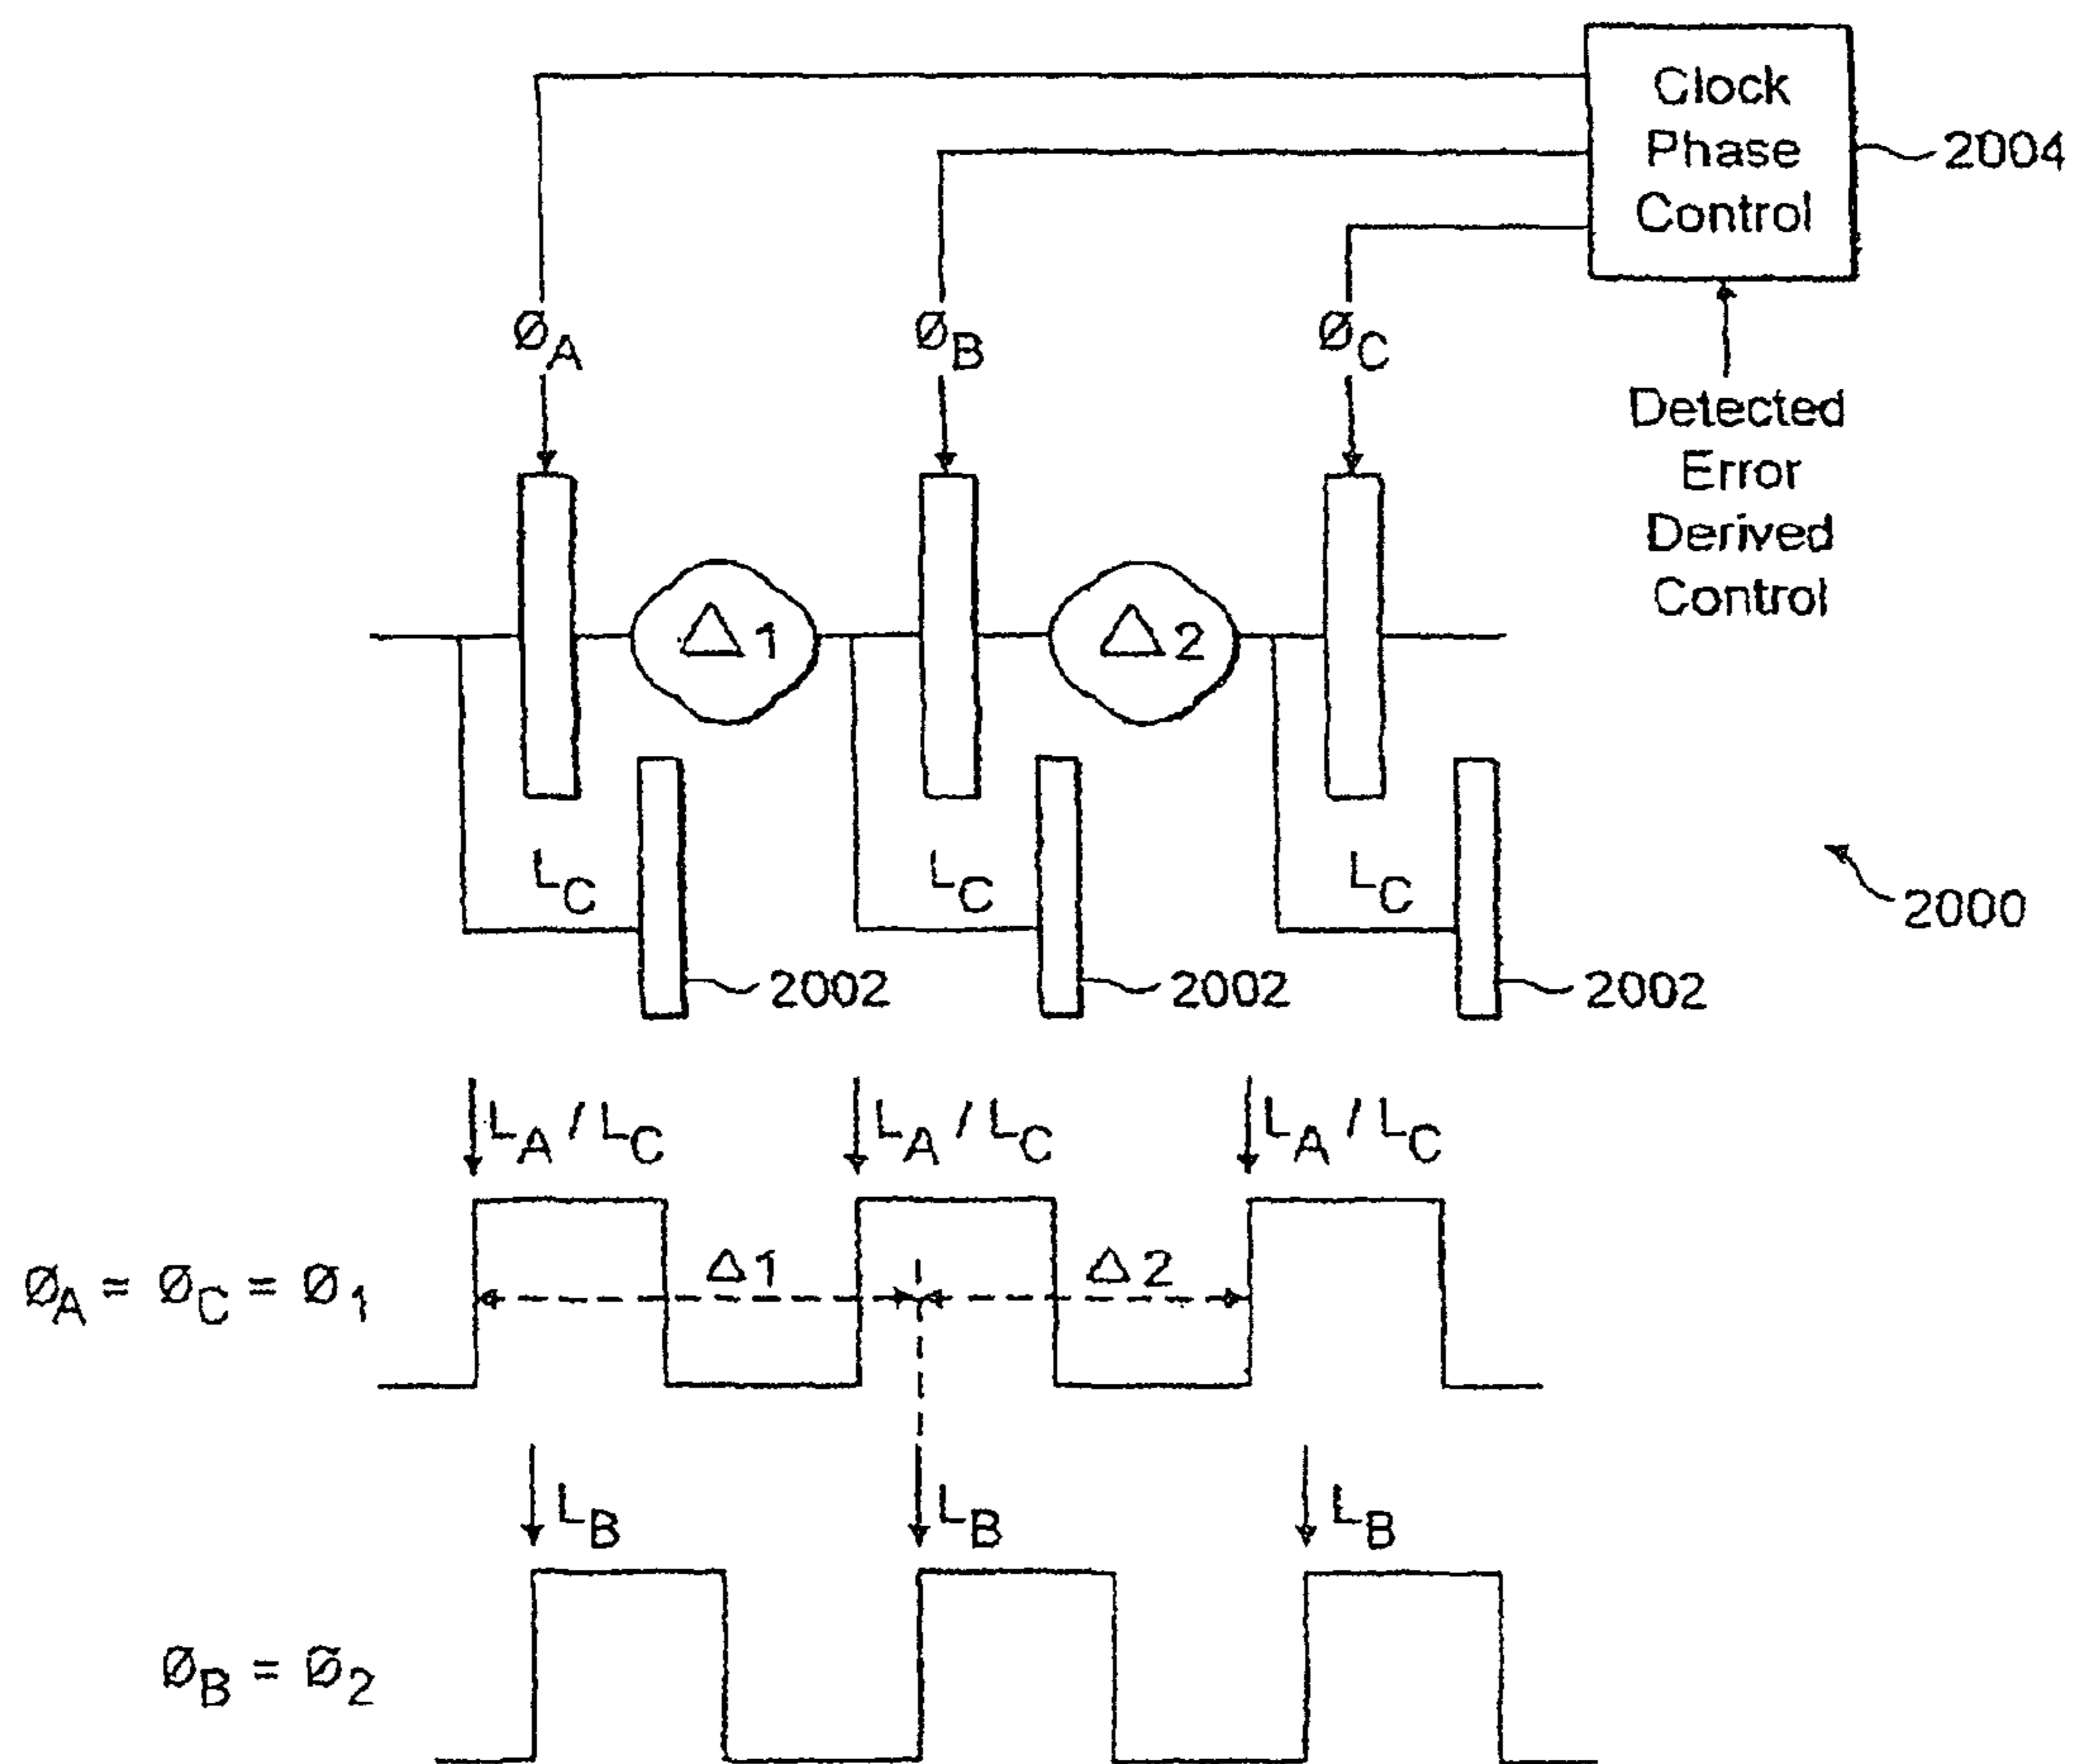 Clock
Phase
Control
2004
ØA
ØB
ØC
Detected
Error
Derived
Control
Δ1
Δ2
LC
LC
LC
2000
2002
2002
2002
LA / LC
LA / LC
LA / LC
Δ1
Δ2
ØA = ØC = Ø1
LB
LB
LB
ØB = Ø2